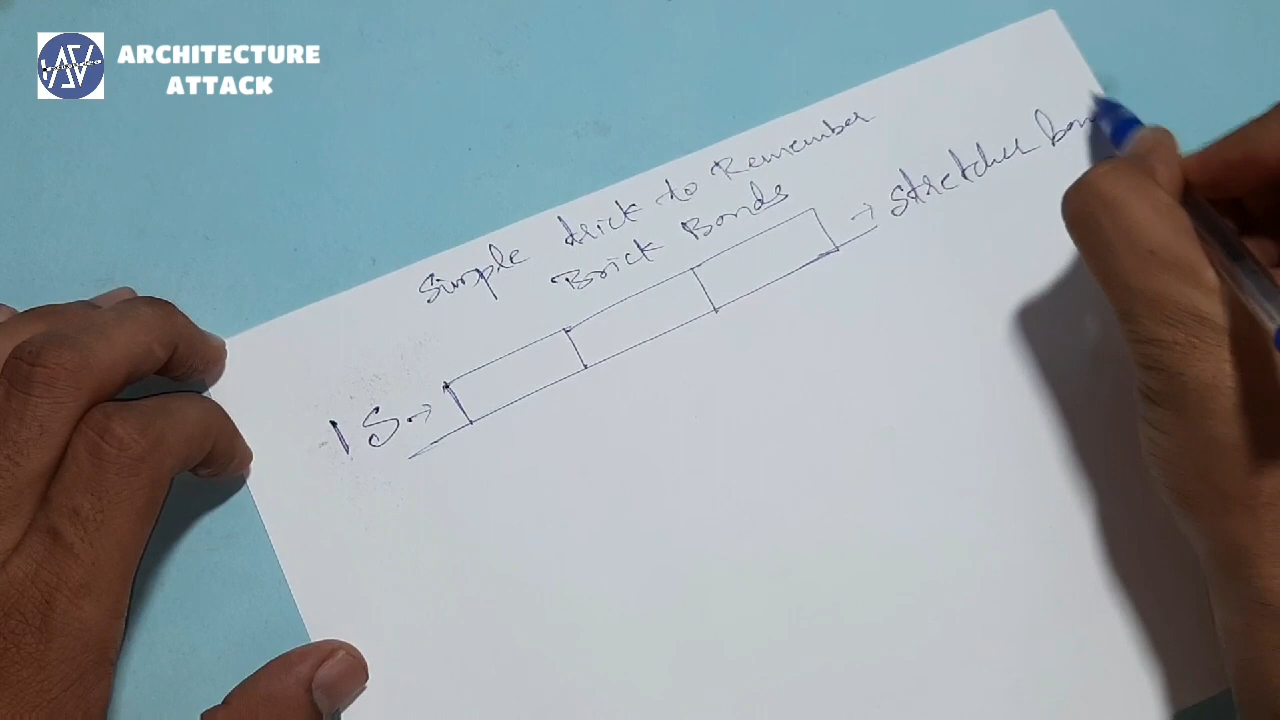 ARCHITECTURE
ATTACK
Simple trick to Remember
Brick Bonds
1 S→
→ Stretcher Bon